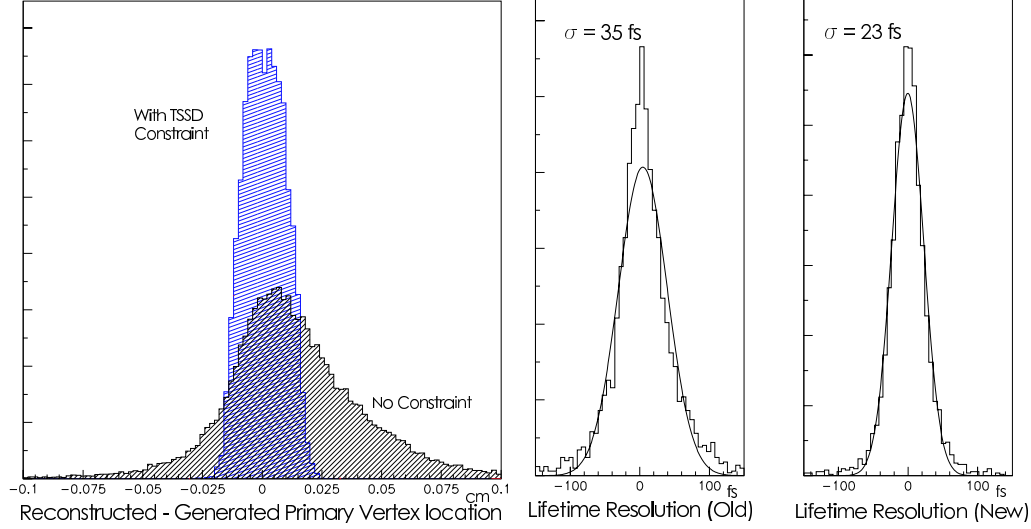 With TSSD
Constraint
No Constraint
−0.1 −0.075 −0.05 −0.025 0 0.025 0.05 0.075 0.1
cm
Reconstructed - Generated Primary Vertex location
σ = 35 fs
−100 0 100
fs
Lifetime Resolution (Old)
σ = 23 fs
−100 0 100
fs
Lifetime Resolution (New)